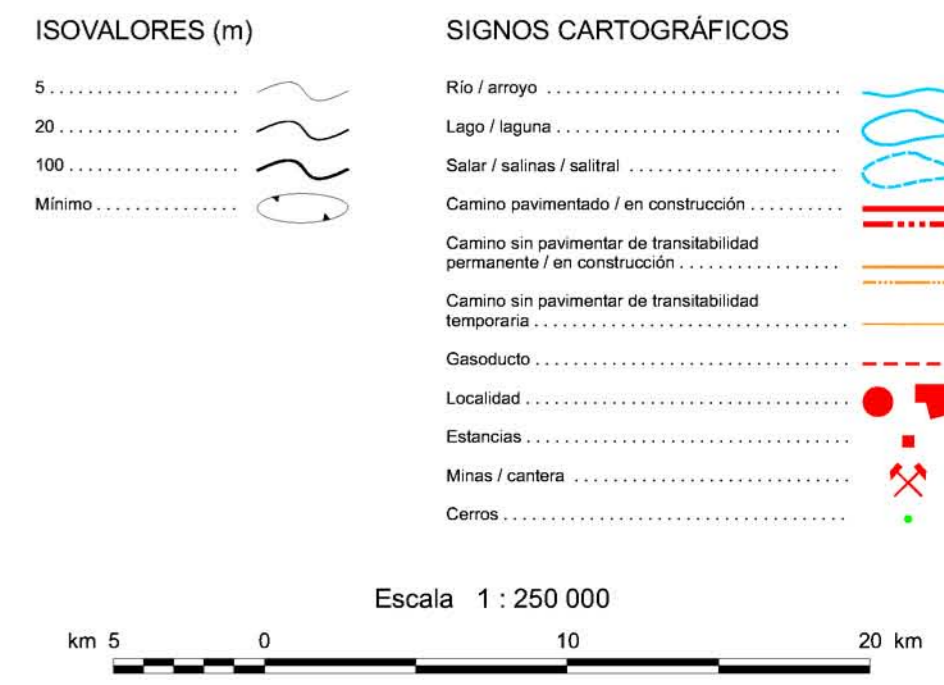 ISOVALORES (m)
5 ....................
20 ...................
100 ..................
Mínimo ...............
SIGNOS CARTOGRÁFICOS
Río / arroyo ..............................
Lago / laguna .............................
Salar / salinas / salitral ......................
Camino pavimentado / en construcción ..........
Camino sin pavimentar de transitabilidad
permanente / en construcción .................
Camino sin pavimentar de transitabilidad
temporaria ................................
Gasoducto ................................
Localidad .................................
Estancias .................................
Minas / cantera ............................
Cerros ...................................
Escala 1 : 250 000
km 5 0 10 20 km